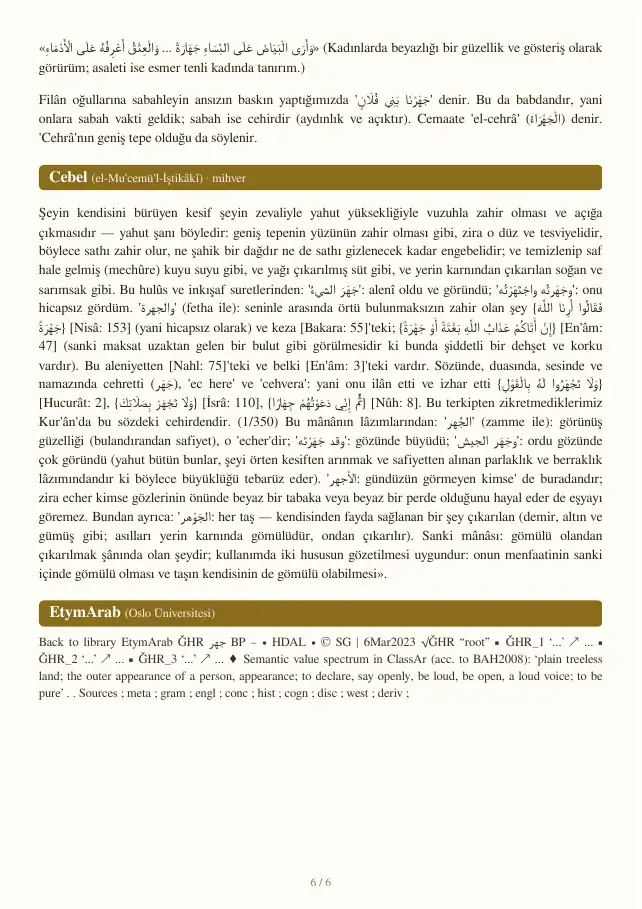 «وَأَرَى الْبَيَاضَ عَلَى النِّسَاءِ جَهَارَةً ... وَالْعِتْقُ أَعْرِفُهُ عَلَى الْأَدْمَاءِ» (Kadınlarda beyazlığı bir güzellik ve gösteriş olarak
görürüm; asaleti ise esmer tenli kadında tanırım.)
Filân oğullarına sabahleyin ansızın baskın yaptığımızda 'جَهَرْنَا بَنِي فُلَانٍ' denir. Bu da babdandır, yani
onlara sabah vakti geldik; sabah ise cehirdir (aydınlık ve açıktır). Cemaate 'el-cehrâ' (الْجَهْرَاءُ) denir.
'Cehrâ'nın geniş tepe olduğu da söylenir.
Cebel (el-Mu'cemü'l-İştikâkî) · mihver
Şeyin kendisini bürüyen kesif şeyin zevaliyle yahut yükseğliğiyle vuzuhla zahir olması ve açığa
çıkmasıdır — yahut şanı böyledir: geniş tepenin yüzünün zahir olması gibi, zira o düz ve tesviyelidir,
böylece sathı zahir olur, ne şahik bir dağdır ne de sathı gizlenecek kadar engebelidir; ve temizlenip saf
hale gelmiş (mechûre) kuyu suyu gibi, ve yağı çıkarılmış süt gibi, ve yerin karnından çıkarılan soğan ve
sarımsak gibi. Bu hulûs ve inkışaf suretlerinden: 'جَهَر الشيءُ': alenî oldu ve göründü; 'وجَهَرته واجْتَهَرْتُه': onu
hicapsız gördüm. 'والجهرة' (fetha ile): seninle arasında örtü bulunmaksızın zahir olan şey {فَقَالُوا أَرِنَا اللَّهَ
جَهْرَةً} [Nisâ: 153] (yani hicapsız olarak) ve keza [Bakara: 55]'teki; {إِنْ أَتَاكُمْ عَذَابُ اللَّهِ بَغْتَةً أَوْ جَهْرَةً} [En'âm:
47] (sanki maksat uzaktan gelen bir bulut gibi görülmesidir ki bunda şiddetli bir dehşet ve korku
vardır). Bu aleniyetten [Nahl: 75]'teki ve belki [En'âm: 3]'teki vardır. Sözünde, duasında, sesinde ve
namazında cehretti (جَهَر), 'ec here' ve 'cehvera': yani onu ilân etti ve izhar etti {وَلَا تَجْهَرُوا لَهُ بِالْقَوْلِ}
[Hucurât: 2], {وَلَا تَجْهَرْ بِصَلَاتِكَ} [İsrâ: 110], {ثُمَّ إِنِّي دَعَوْتُهُمْ جِهَارًا} [Nûh: 8]. Bu terkipten zikretmediklerimiz
Kur'ân'da bu sözdeki cehirdendir. (1/350) Bu mânânın lâzımlarından: 'الجُهر' (zamme ile): görünüş
güzelliği (bulandırandan safiyet), o 'echer'dir; 'وقد جَهَرْته': gözünde büyüdü; 'وجَهَر الجيش': ordu gözünde
çok göründü (yahut bütün bunlar, şeyi örten kesiften arınmak ve safiyetten alınan parlaklık ve berraklık
lâzımındandır ki böylece büyüklüğü tebarüz eder). 'الأجهر: gündüzün görmeyen kimse' de buradandır;
zira echer kimse gözlerinin önünde beyaz bir tabaka veya beyaz bir perde olduğunu hayal eder de eşyayı
göremez. Bundan ayrıca: 'الجَوْهر: her taş — kendisinden fayda sağlanan bir şey çıkarılan (demir, altın ve
gümüş gibi; asılları yerin karnında gömülüdür, ondan çıkarılır). Sanki mânâsı: gömülü olandan
çıkarılmak şânında olan şeydir; kullanımda iki hususun gözetilmesi uygundur: onun menfaatinin sanki
içinde gömülü olması ve taşın kendisinin de gömülü olabilmesi».
EtymArab (Oslo Üniversitesi)
Back to library EtymArab ǦHR جهر BP – • HDAL • © SG | 6Mar2023 √ǦHR “root” ▪ ǦHR_1 ‘...’ ↗ ... ▪
ǦHR_2 ‘...’ ↗ ... ▪ ǦHR_3 ‘...’ ↗ ... ♦ Semantic value spectrum in ClassAr (acc. to BAH2008): ‘plain treeless
land; the outer appearance of a person, appearance; to declare, say openly, be loud, be open, a loud voice; to be
pure’ . . Sources ; meta ; gram ; engl ; conc ; hist ; cogn ; disc ; west ; deriv ;
6 / 6